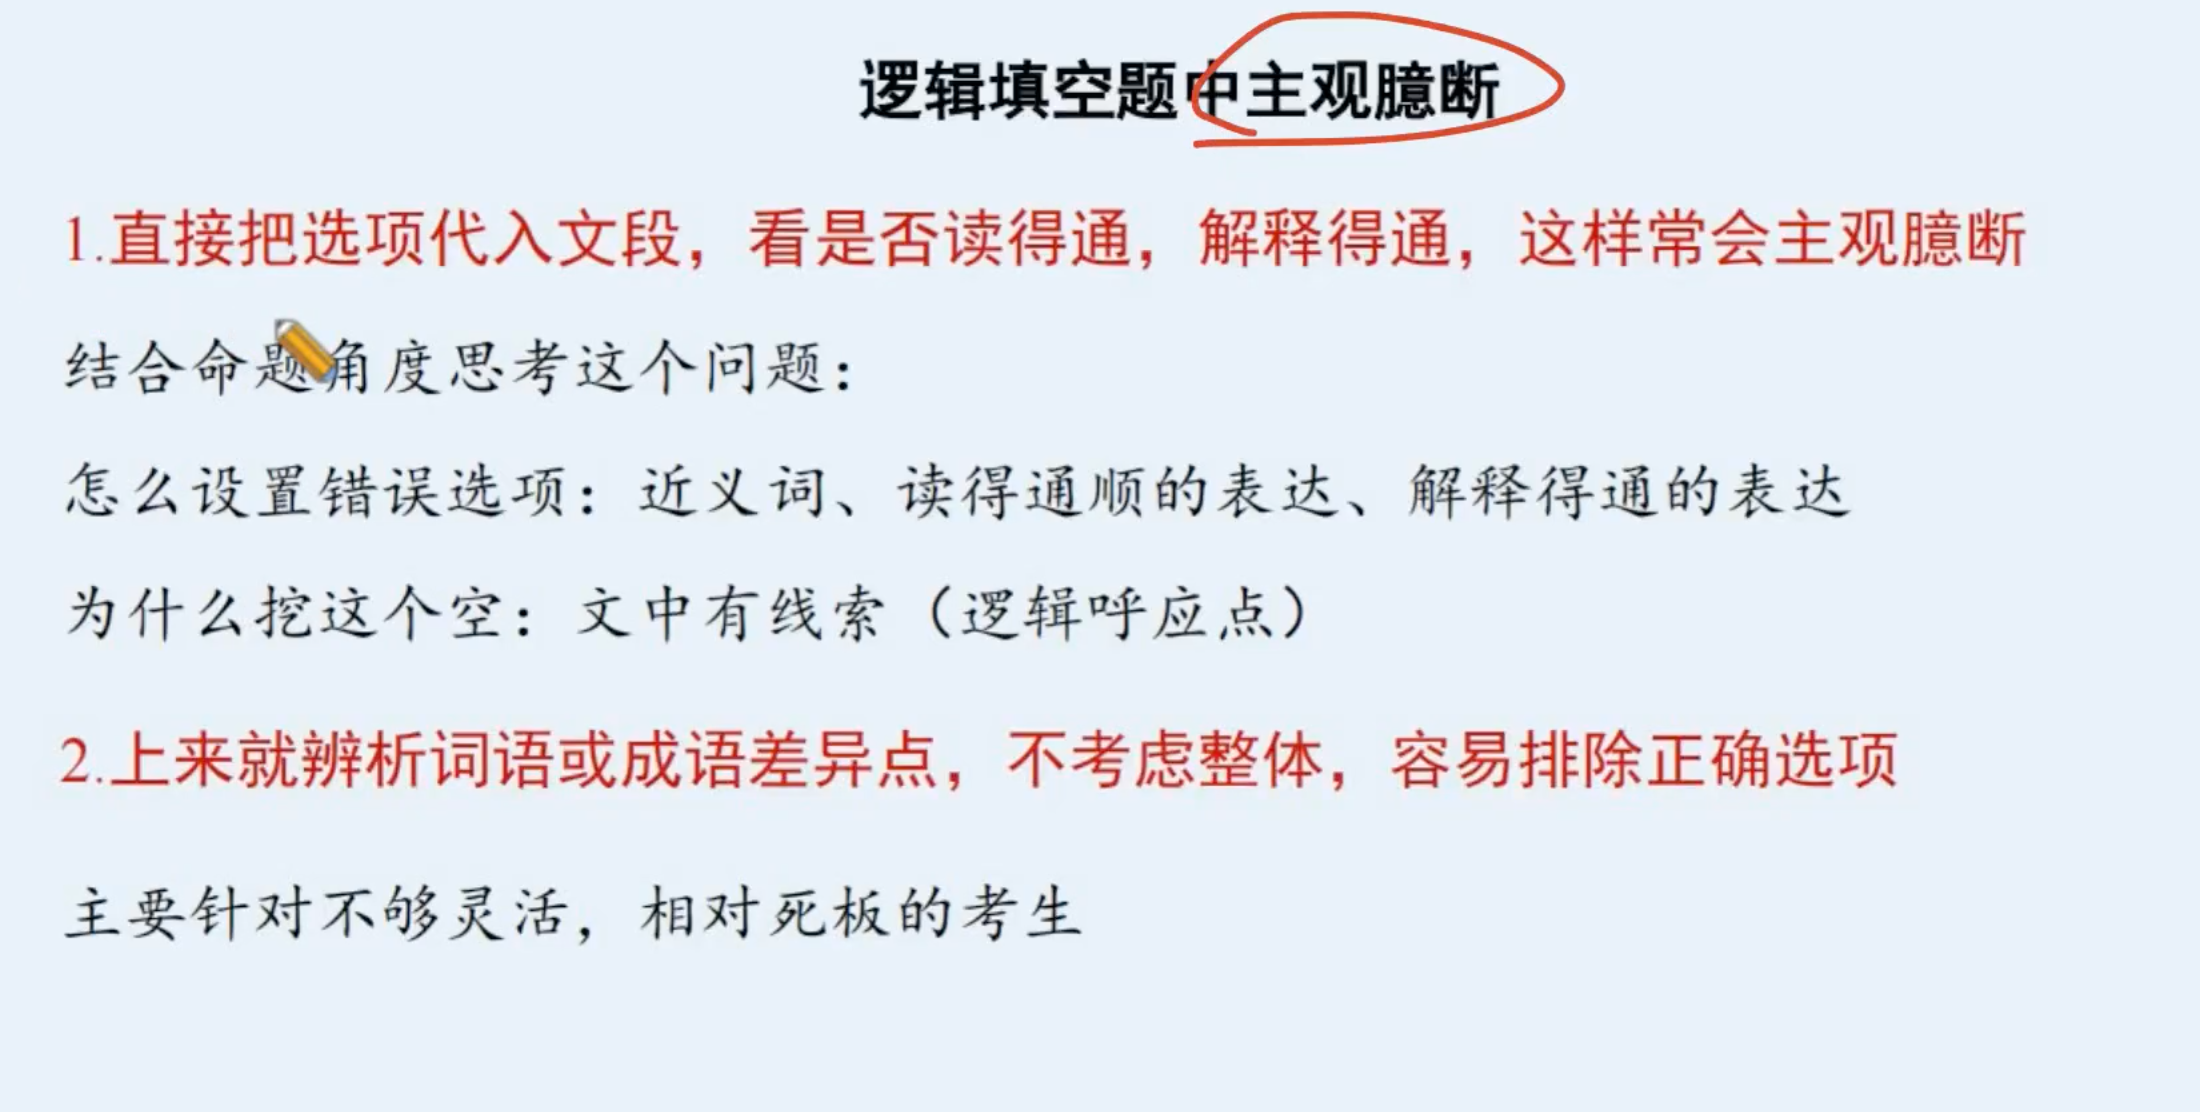 逻辑填空题中主观臆断
1.直接把选项代入文段，看是否读得通，解释得通，这样常会主观臆断
结合命题角度思考这个问题：
怎么设置错误选项：近义词、读得通顺的表达、解释得通的表达
为什么挖这个空：文中有线索（逻辑呼应点）
2.上来就辨析词语或成语差异点，不考虑整体，容易排除正确选项
主要针对不够灵活，相对死板的考生